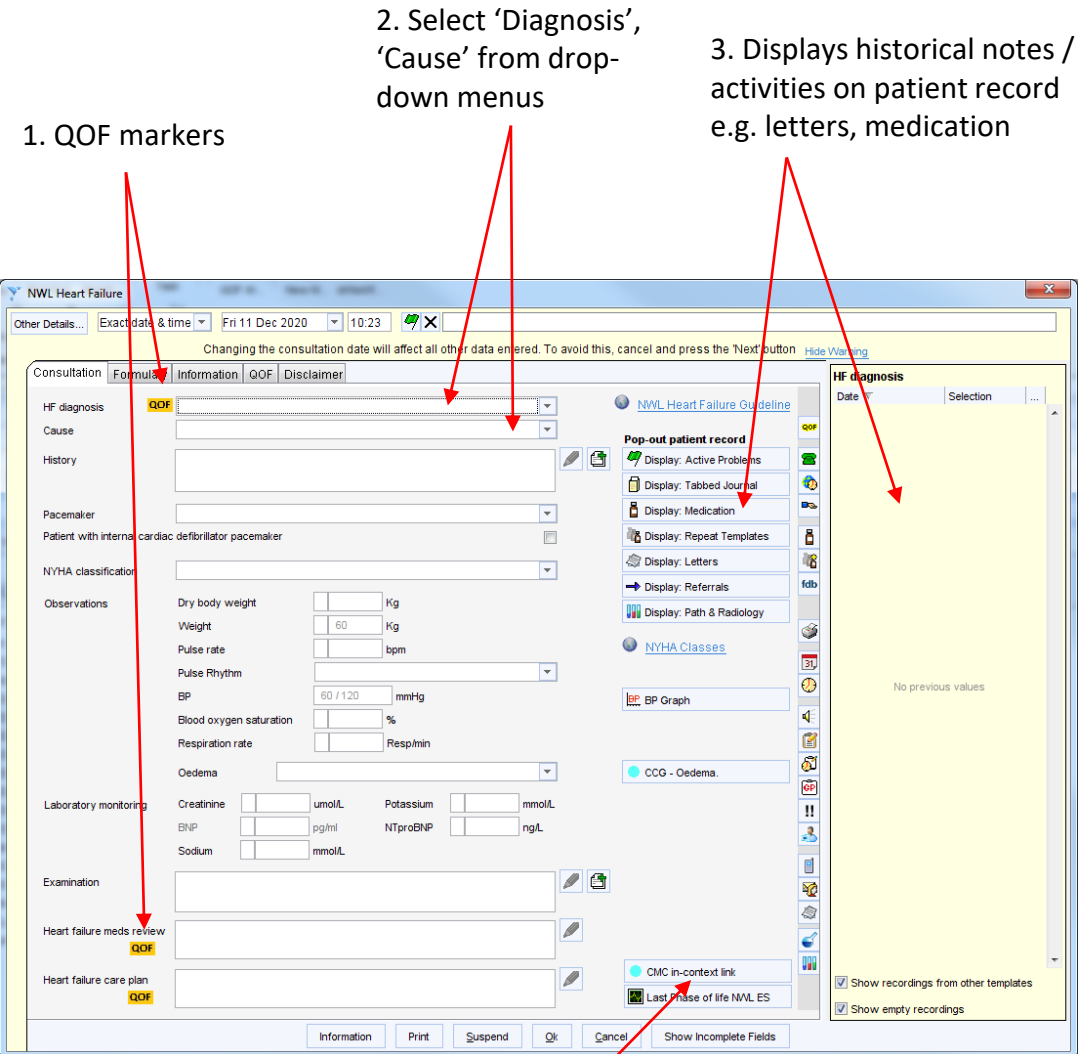 2. Select ‘Diagnosis’,
‘Cause’ from drop-
down menus
3. Displays historical notes /
activities on patient record
e.g. letters, medication
1. QOF markers
NWL Heart Failure
Other Details... Exact date & time Fri 11 Dec 2020 10:23
Changing the consultation date will affect all other data entered. To avoid this, cancel and press the 'Next' button Hide Warning
Consultation Formulary Information QOF Disclaimer
HF diagnosis
Date Selection ...
HF diagnosis QOF
NWL Heart Failure Guideline
Cause
QOF
Pop-out patient record
History
Display: Active Problems
Display: Tabbed Journal
Pacemaker
Display: Medication
Patient with internal cardiac defibrillator pacemaker
Display: Repeat Templates
NYHA classification
Display: Letters
Display: Referrals
fdb
Observations Dry body weight Kg
Display: Path & Radiology
Weight 60 Kg
Pulse rate bpm
NYHA Classes
31
Pulse Rhythm
No previous values
BP 60 / 120 mmHg
BP BP Graph
Blood oxygen saturation %
Respiration rate Resp/min
Oedema
CCG - Oedema.
GP
Laboratory monitoring Creatinine umol/L Potassium mmol/L
!!
BNP pg/ml NTproBNP ng/L
Sodium mmol/L
Examination
Heart failure meds review
QOF
Heart failure care plan
QOF
CMC in-context link
Last Phase of life NWL ES
Show recordings from other templates
Show empty recordings
Information Print Suspend Ok Cancel Show Incomplete Fields